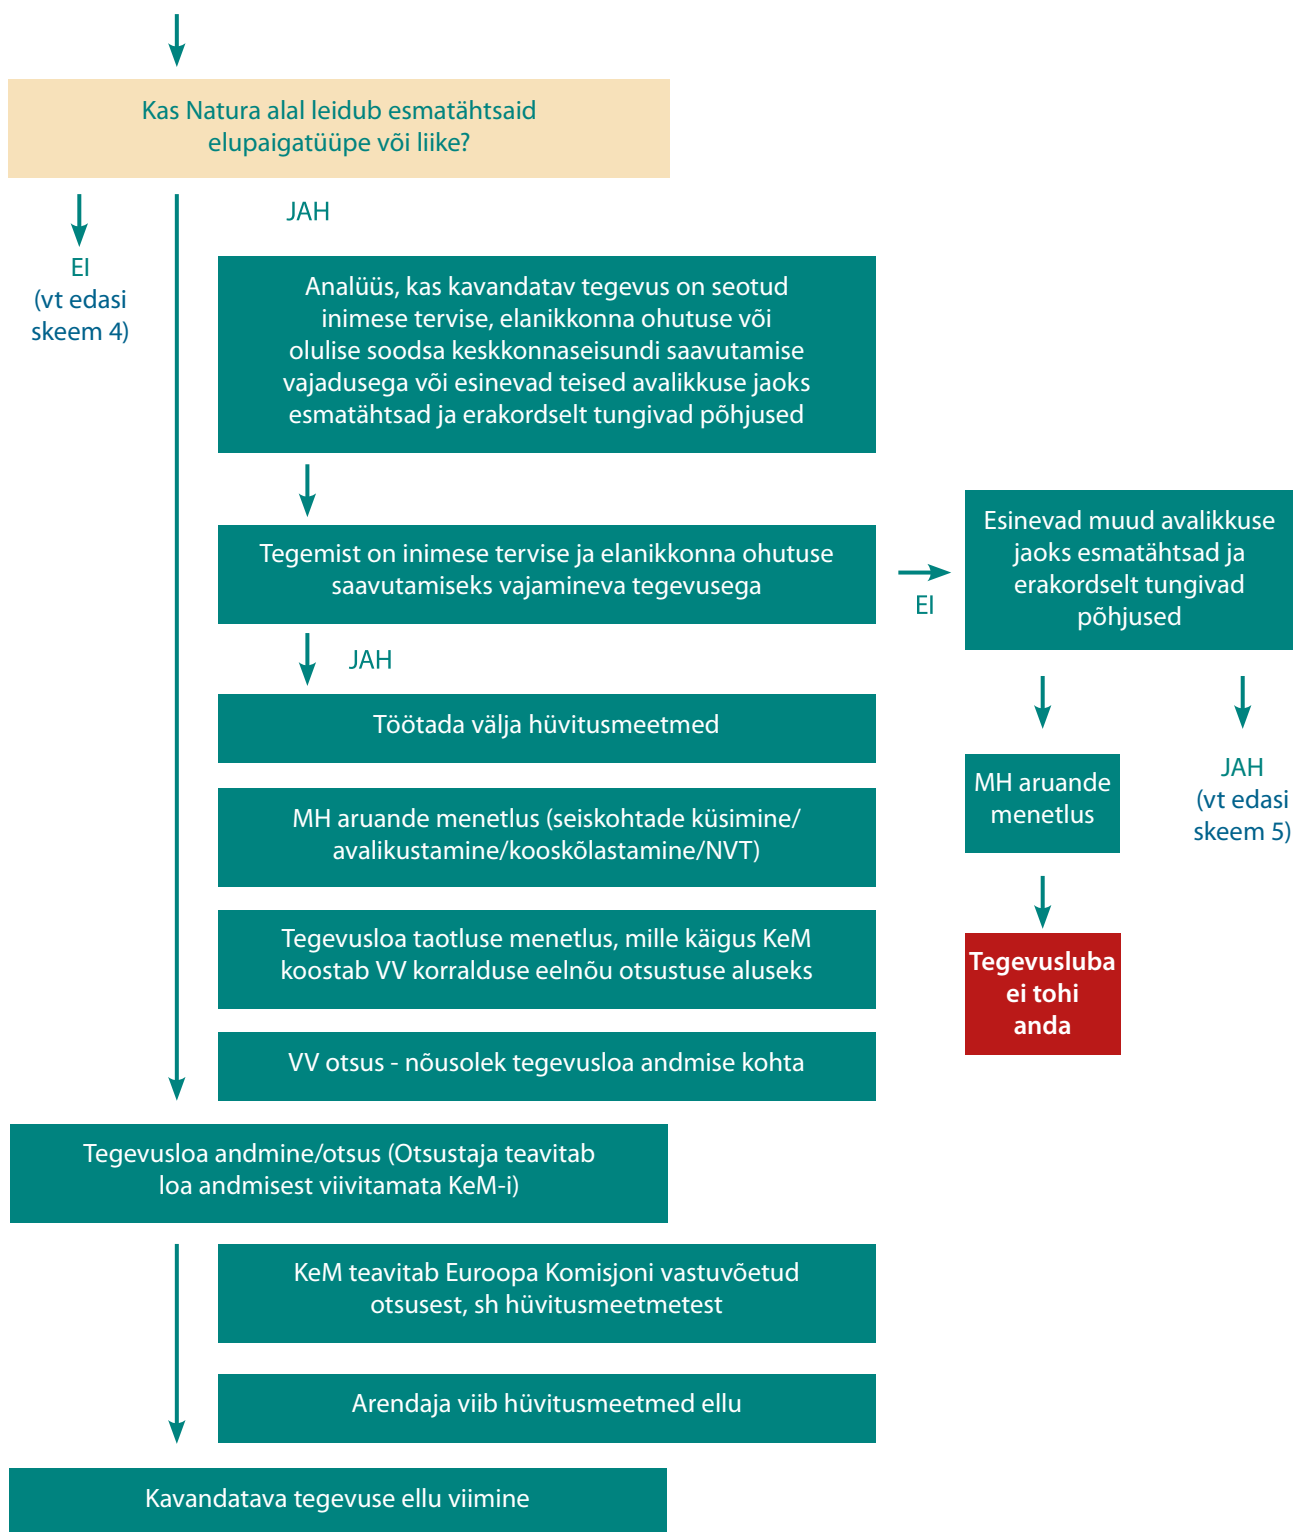 Kas Natura alal leidub esmatähtsaid
elupaigatüüpe või liike?
JAH
EI
(vt edasi
skeem 4)
Analüüs, kas kavandatav tegevus on seotud
inimese tervise, elanikkonna ohutuse või
olulise soodsa keskkonnaseisundi saavutamise
vajadusega või esinevad teised avalikkuse jaoks
esmatähtsad ja erakordselt tungivad põhjused
Tegemist on inimese tervise ja elanikkonna ohutuse
saavutamiseks vajamineva tegevusega
EI
Esinevad muud avalikkuse
jaoks esmatähtsad ja
erakordselt tungivad
põhjused
JAH
Töötada välja hüvitusmeetmed
MH aruande
menetlus
JAH
(vt edasi
skeem 5)
MH aruande menetlus (seiskohtade küsimine/
avalikustamine/kooskõlastamine/NVT)
Tegevusloa taotluse menetlus, mille käigus KeM
koostab VV korralduse eelnõu otsustuse aluseks
Tegevusluba
ei tohi
anda
VV otsus - nõusolek tegevusloa andmise kohta
Tegevusloa andmine/otsus (Otsustaja teavitab
loa andmisest viivitamata KeM-i)
KeM teavitab Euroopa Komisjoni vastuvõetud
otsusest, sh hüvitusmeetmetest
Arendaja viib hüvitusmeetmed ellu
Kavandatava tegevuse ellu viimine